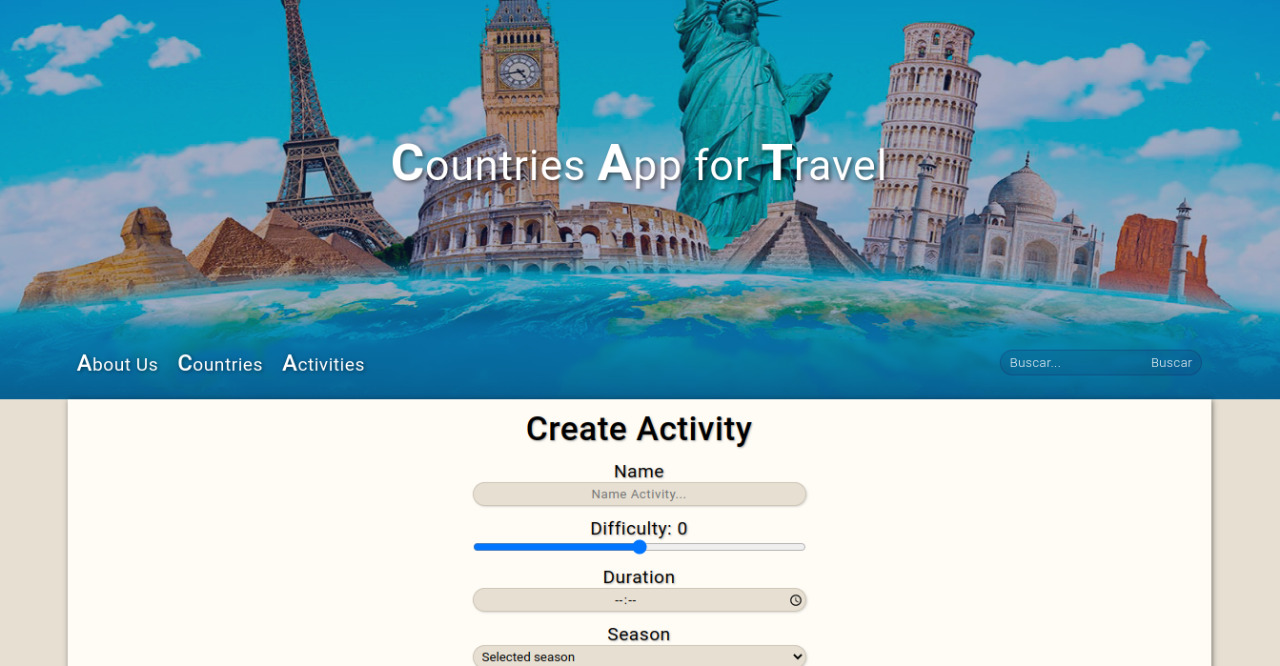 Countries App for Travel
About Us Countries Activities Buscar... Buscar
Create Activity
Name
Name Activity...
Difficulty: 0
Duration
--:--
Season
Selected season